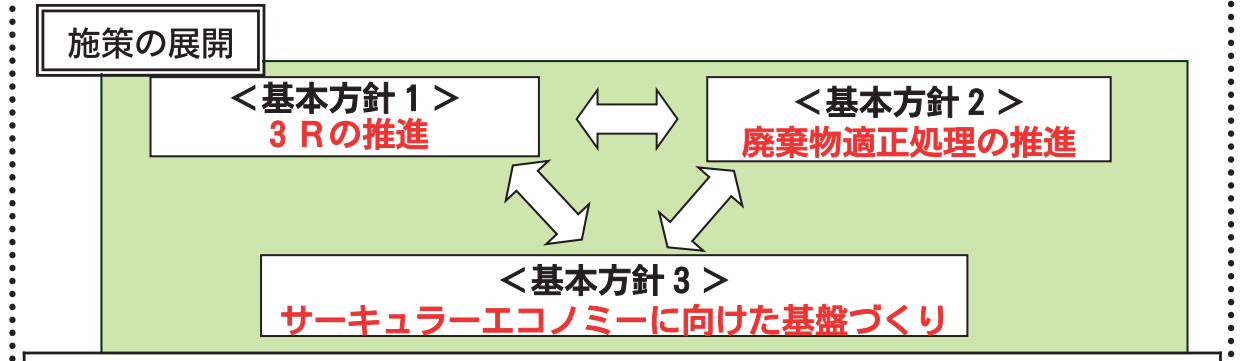 施策の展開
＜基本方針１＞
３Ｒの推進
＜基本方針２＞
廃棄物適正処理の推進
＜基本方針３＞
サーキュラーエコノミーに向けた基盤づくり